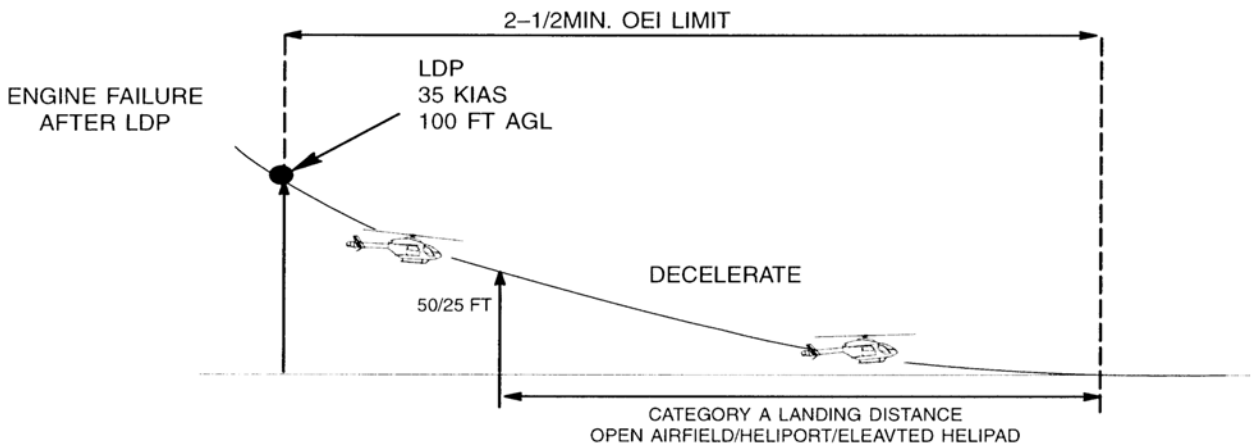 2–1/2MIN. OEI LIMIT
ENGINE FAILURE
AFTER LDP
LDP
35 KIAS
100 FT AGL
DECELERATE
50/25 FT
CATEGORY A LANDING DISTANCE
OPEN AIRFIELD/HELIPORT/ELEAVTED HELIPAD